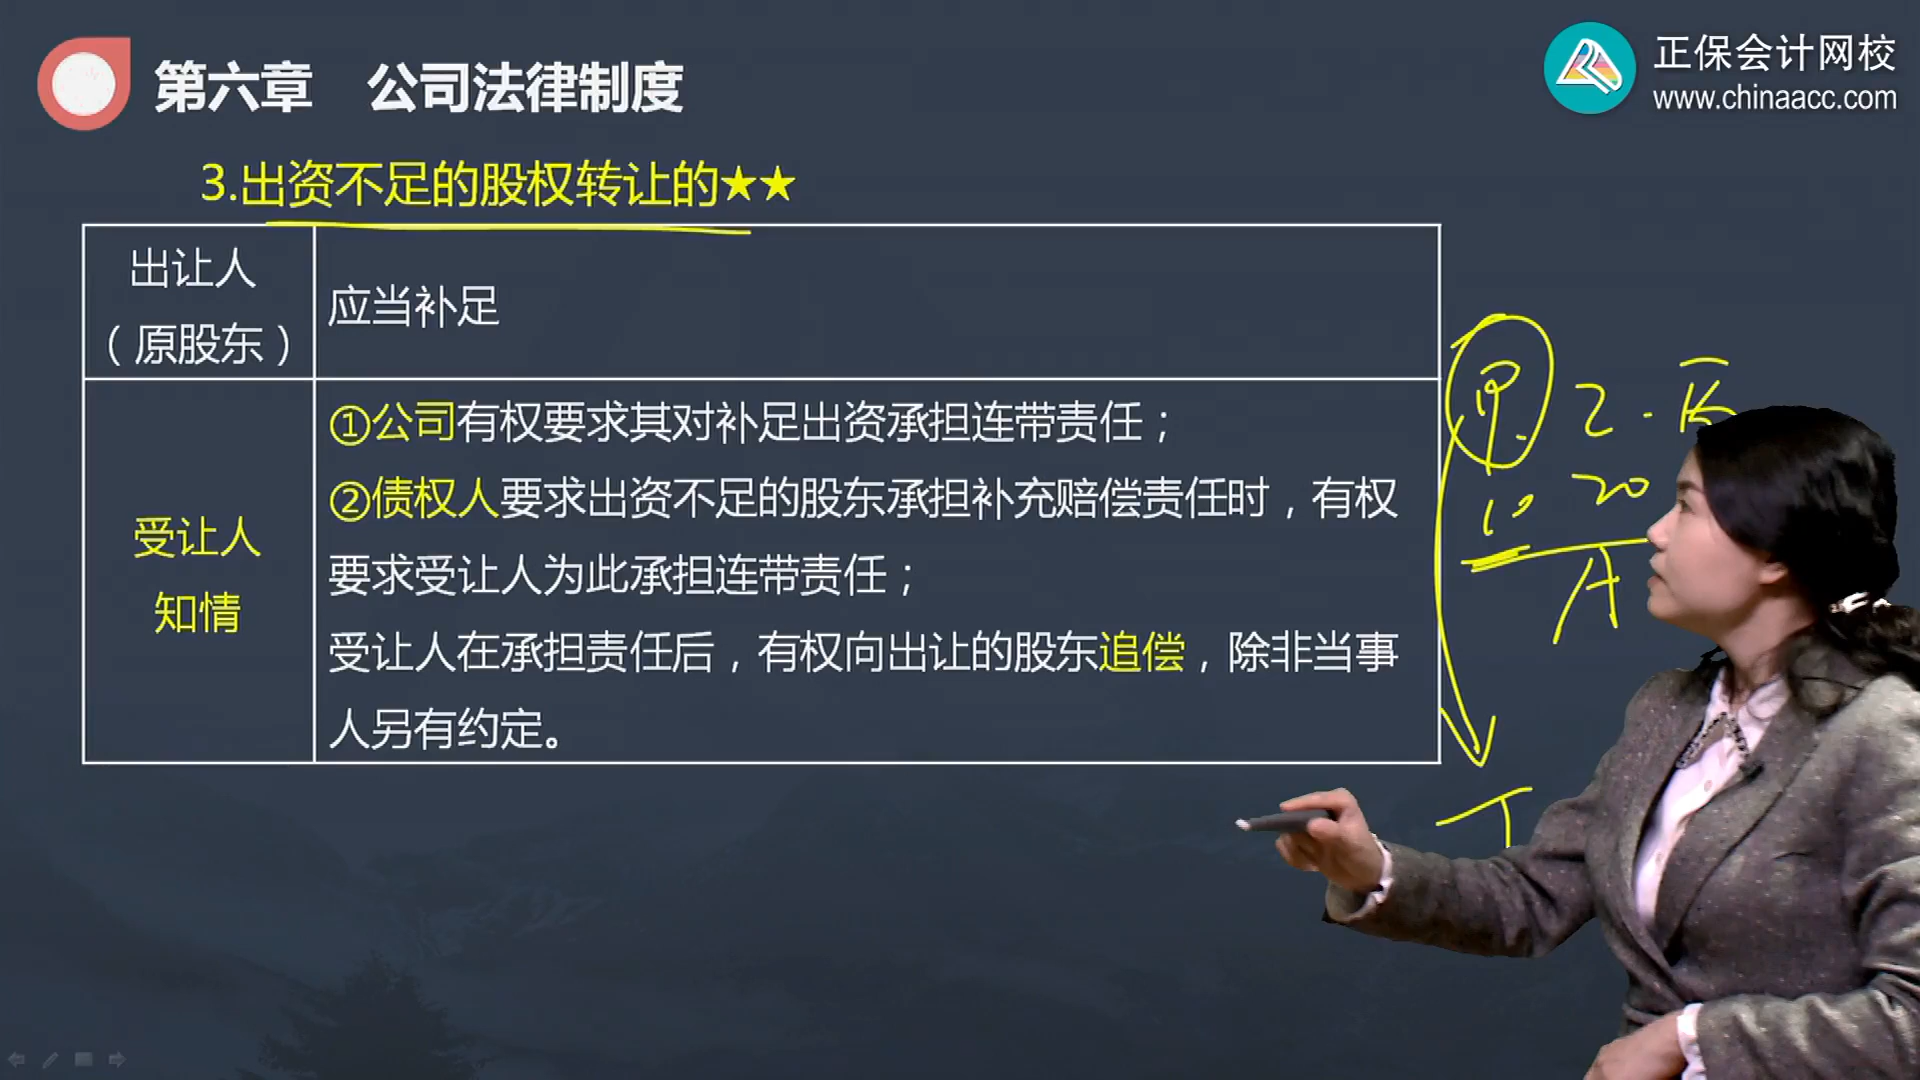 第六章 公司法律制度
正保会计网校
www.chinaacc.com
3.出资不足的股权转让的★★
出让人
（原股东）
应当补足
受让人
知情
①公司有权要求其对补足出资承担连带责任；
②债权人要求出资不足的股东承担补充赔偿责任时，有权
要求受让人为此承担连带责任；
受让人在承担责任后，有权向出让的股东追偿，除非当事
人另有约定。
甲 乙.
10 20
A